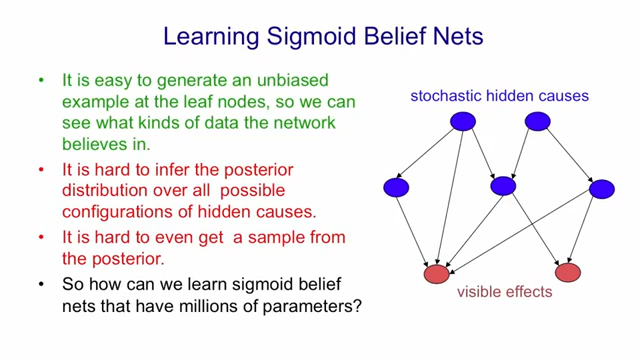 Learning Sigmoid Belief Nets
• It is easy to generate an unbiased
example at the leaf nodes, so we can
see what kinds of data the network
believes in.
• It is hard to infer the posterior
distribution over all possible
configurations of hidden causes.
• It is hard to even get a sample from
the posterior.
• So how can we learn sigmoid belief
nets that have millions of parameters?
stochastic hidden causes
visible effects